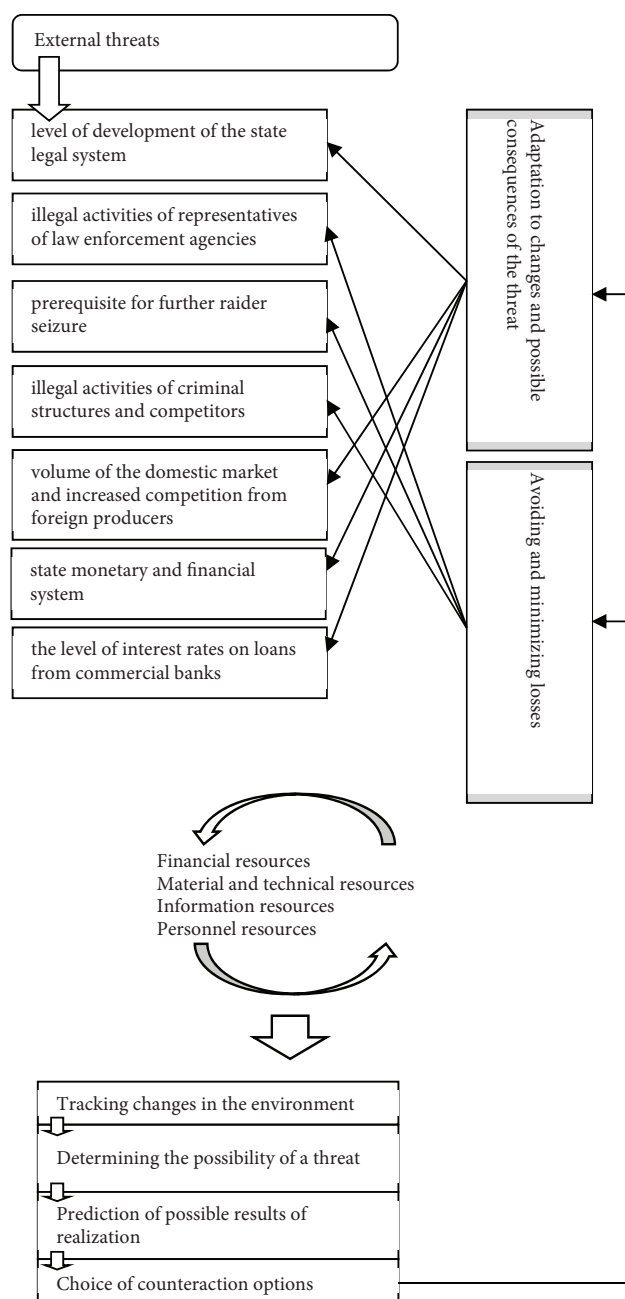 External threats
level of development of the state
legal system
illegal activities of representatives
of law enforcement agencies
prerequisite for further raider
seizure
illegal activities of criminal
structures and competitors
volume of the domestic market
and increased competition from
foreign producers
state monetary and financial
system
the level of interest rates on loans
from commercial banks
Adaptation to changes and possible
consequences of the threat
Avoiding and minimizing losses
Financial resources
Material and technical resources
Information resources
Personnel resources
Tracking changes in the environment
Determining the possibility of a threat
Prediction of possible results of
realization
Choice of counteraction options